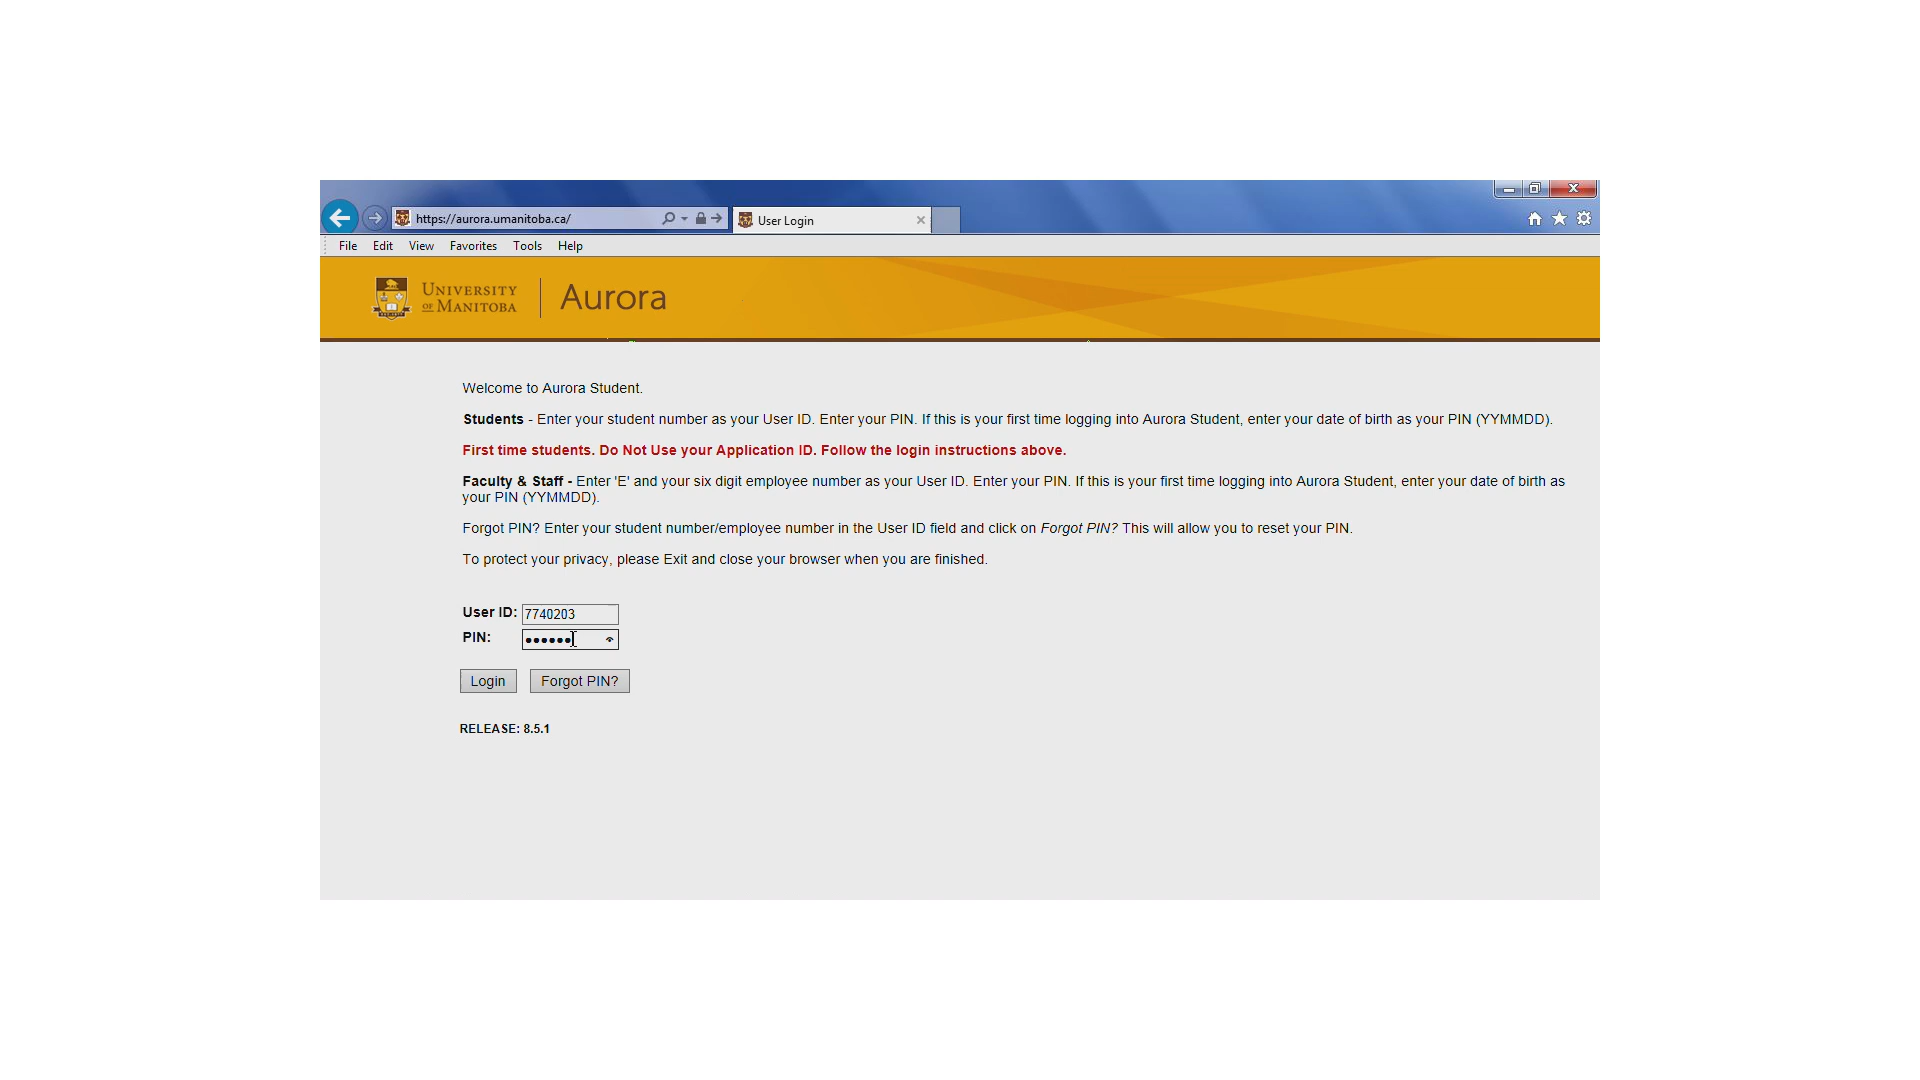 https://aurora.umanitoba.ca/
User Login
File Edit View Favorites Tools Help
UNIVERSITY
OF MANITOBA
Aurora
Welcome to Aurora Student.
Students - Enter your student number as your User ID. Enter your PIN. If this is your first time logging into Aurora Student, enter your date of birth as your PIN (YYMMDD).
First time students. Do Not Use your Application ID. Follow the login instructions above.
Faculty & Staff - Enter 'E' and your six digit employee number as your User ID. Enter your PIN. If this is your first time logging into Aurora Student, enter your date of birth as
your PIN (YYMMDD).
Forgot PIN? Enter your student number/employee number in the User ID field and click on Forgot PIN? This will allow you to reset your PIN.
To protect your privacy, please Exit and close your browser when you are finished.
User ID: 7740203
PIN: ••••••
Login Forgot PIN?
RELEASE: 8.5.1